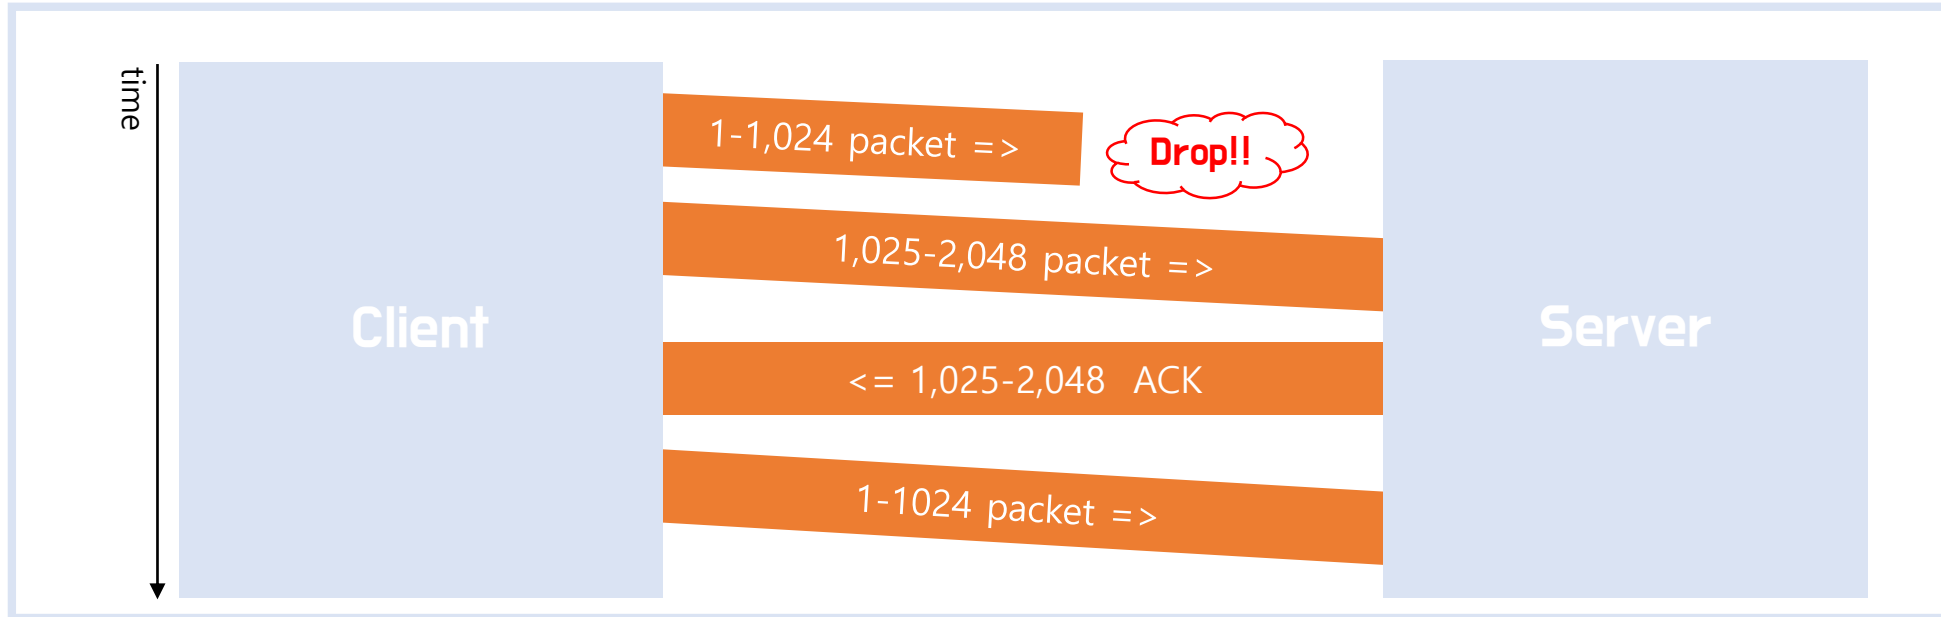 time
1-1,024 packet =>
Drop!!
1,025-2,048 packet =>
Client
Server
<= 1,025-2,048 ACK
1-1024 packet =>